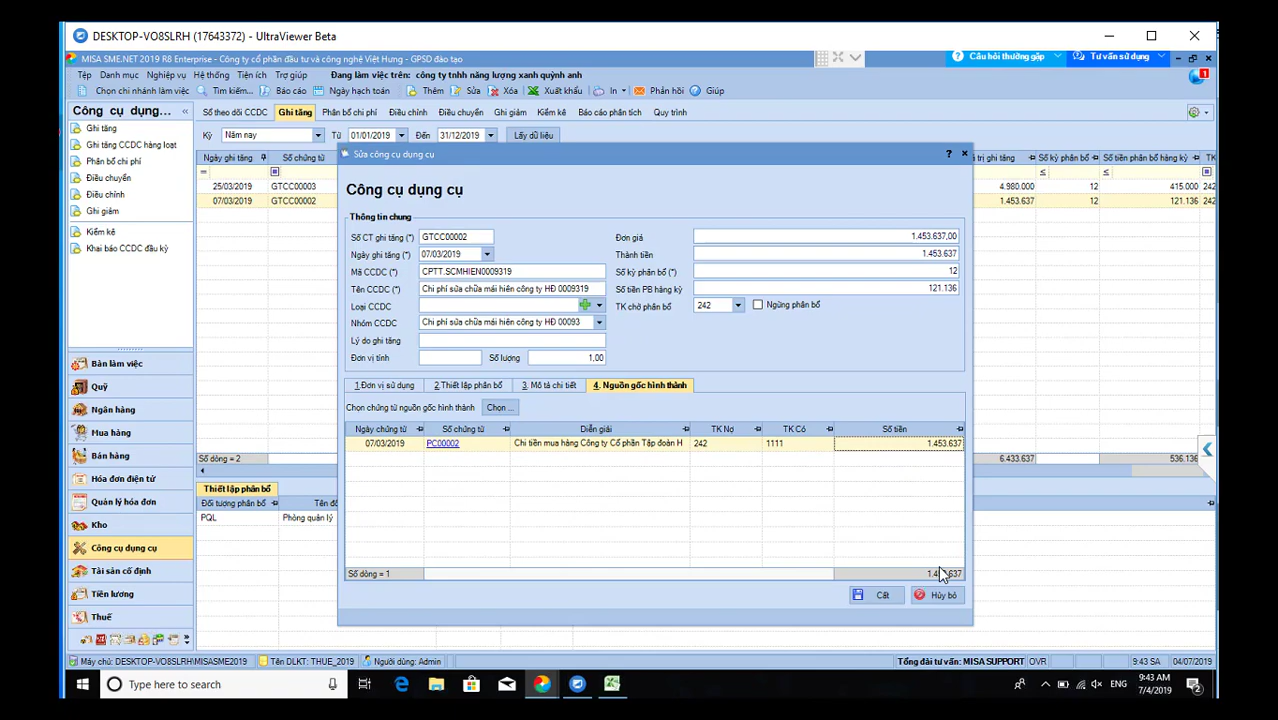 DESKTOP-VO8SLRH (17643372) - UltraViewer Beta
MISA SME.NET 2019 R8 Enterprise - Công ty cổ phần đầu tư và công nghệ Việt Hưng - GPSD đào tạo
Câu hỏi thường gặp
Tư vấn sử dụng
Tệp Danh mục Nghiệp vụ Hệ thống Tiện ích Trợ giúp Đang làm việc trên: công ty tnhh năng lượng xanh quỳnh anh
1
Chọn chi nhánh làm việc Tìm kiếm... Báo cáo Ngày hạch toán Thêm Sửa Xóa Xuất khẩu In Phản hồi Giúp
Công cụ dụng... «
Ghi tăng
Ghi tăng CCDC hàng loạt
Phân bổ chi phí
Điều chuyển
Điều chỉnh
Ghi giảm
Kiểm kê
Khai báo CCDC đầu kỳ
Bàn làm việc
Quỹ
Ngân hàng
Mua hàng
Bán hàng
Hóa đơn điện tử
Quản lý hóa đơn
Kho
Công cụ dụng cụ
Tài sản cố định
Tiền lương
Thuế
Sổ theo dõi CCDC Ghi tăng Phân bổ chi phí Điều chỉnh Điều chuyển Ghi giảm Kiểm kê Báo cáo phân tích Quy trình
Kỳ Năm nay Từ 01/01/2019 Đến 31/12/2019 Lấy dữ liệu
Ngày ghi tăng Số chứng từ trị ghi tăng Số kỳ phân bổ Số tiền phân bổ hàng kỳ TK
= ≤ ≤
25/03/2019 GTCC00003 4.980.000 12 415.000 242
07/03/2019 GTCC00002 1.453.637 12 121.136 242
Số dòng = 2 6.433.637 536.136
Thiết lập phân bổ
Đối tượng phân bổ Tên đố
PQL Phòng quản lý
Sửa công cụ dụng cụ ?
Công cụ dụng cụ
Thông tin chung
Số CT ghi tăng (*) GTCC00002 Đơn giá 1.453.637,00
Ngày ghi tăng (*) 07/03/2019 Thành tiền 1.453.637
Mã CCDC (*) CPTT.SCMHIEN0009319 Số kỳ phân bổ (*) 12
Tên CCDC (*) Chi phí sửa chữa mái hiên công ty HĐ 0009319 Số tiền PB hàng kỳ 121.136
Loại CCDC TK chờ phân bổ 242 Ngừng phân bổ
Nhóm CCDC Chi phí sửa chữa mái hiên công ty HĐ 00093
Lý do ghi tăng
Đơn vị tính Số lượng 1.00
1.Đơn vị sử dụng 2.Thiết lập phân bổ 3. Mô tả chi tiết 4. Nguồn gốc hình thành
Chọn chứng từ nguồn gốc hình thành Chọn ...
Ngày chứng từ Số chứng từ Diễn giải TK Nợ TK Có Số tiền
07/03/2019 PC00002 Chi tiền mua hàng Công ty Cổ phần Tập đoàn H 242 1111 1.453.637
Số dòng = 1
Cất Hủy bỏ
Máy chủ: DESKTOP-VO8SLRH\MISASME2019 Tên DLKT: THUE_2019 Người dùng: Admin Tổng đài tư vấn: MISA SUPPORT OVR 9:43 SA 04/07/2019
Type here to search
ENG
9:43 AM
7/4/2019
2